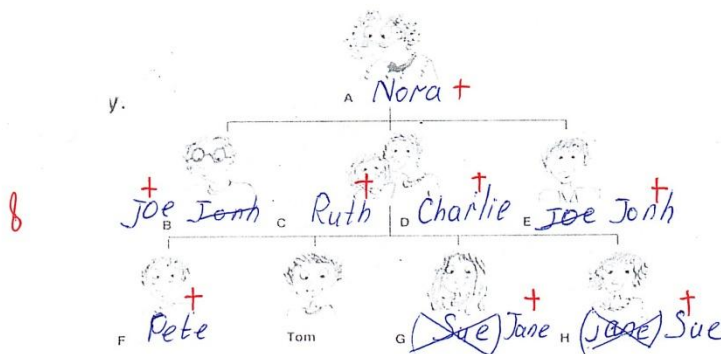 y.
A Nora +
8
Joe B Jonh C Ruth + D Charlie + E Joe Jonh +
F Pete + Tom G (Sue) Jane + H (Jane) Sue +